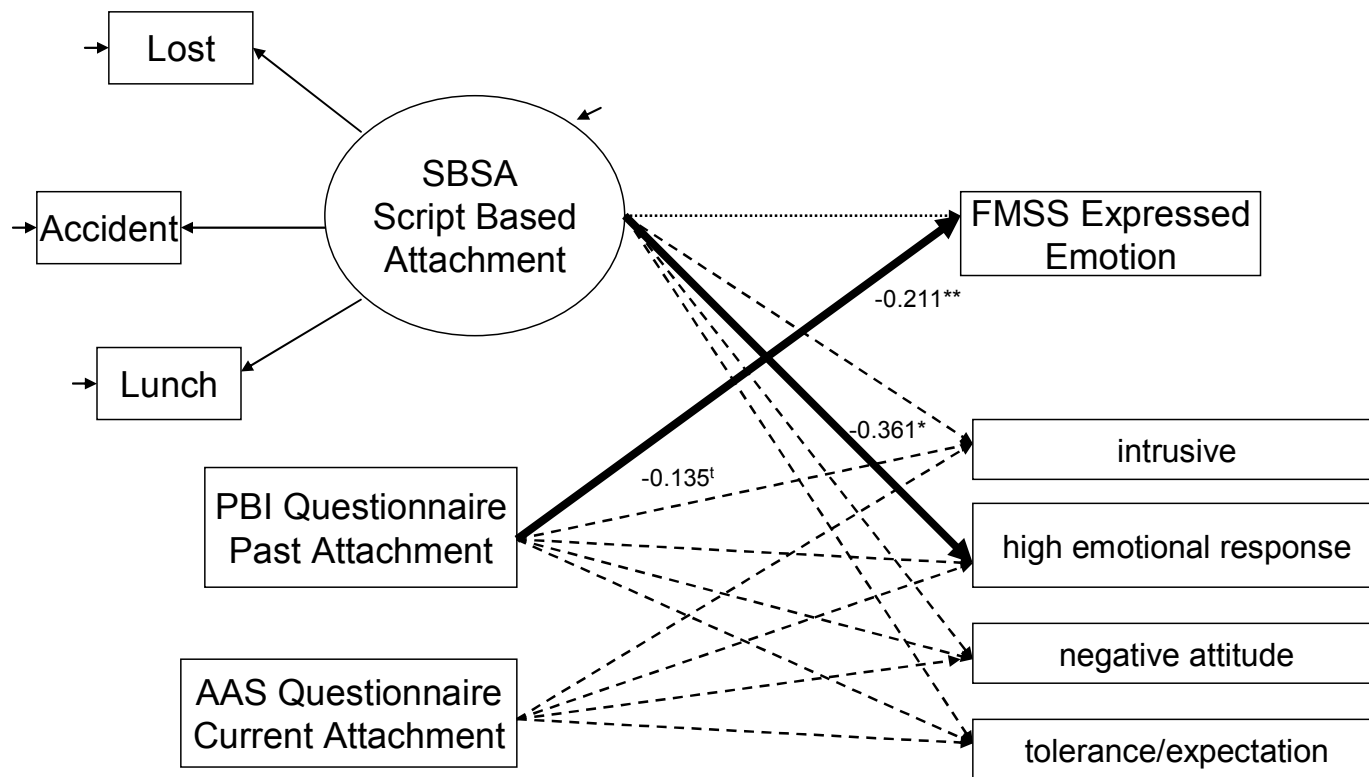 Lost
SBSA
Script Based
Attachment
Accident
FMSS Expressed
Emotion
-0.211**
Lunch
-0.361*
intrusive
-0.135ᵗ
PBI Questionnaire
Past Attachment
high emotional response
negative attitude
AAS Questionnaire
Current Attachment
tolerance/expectation